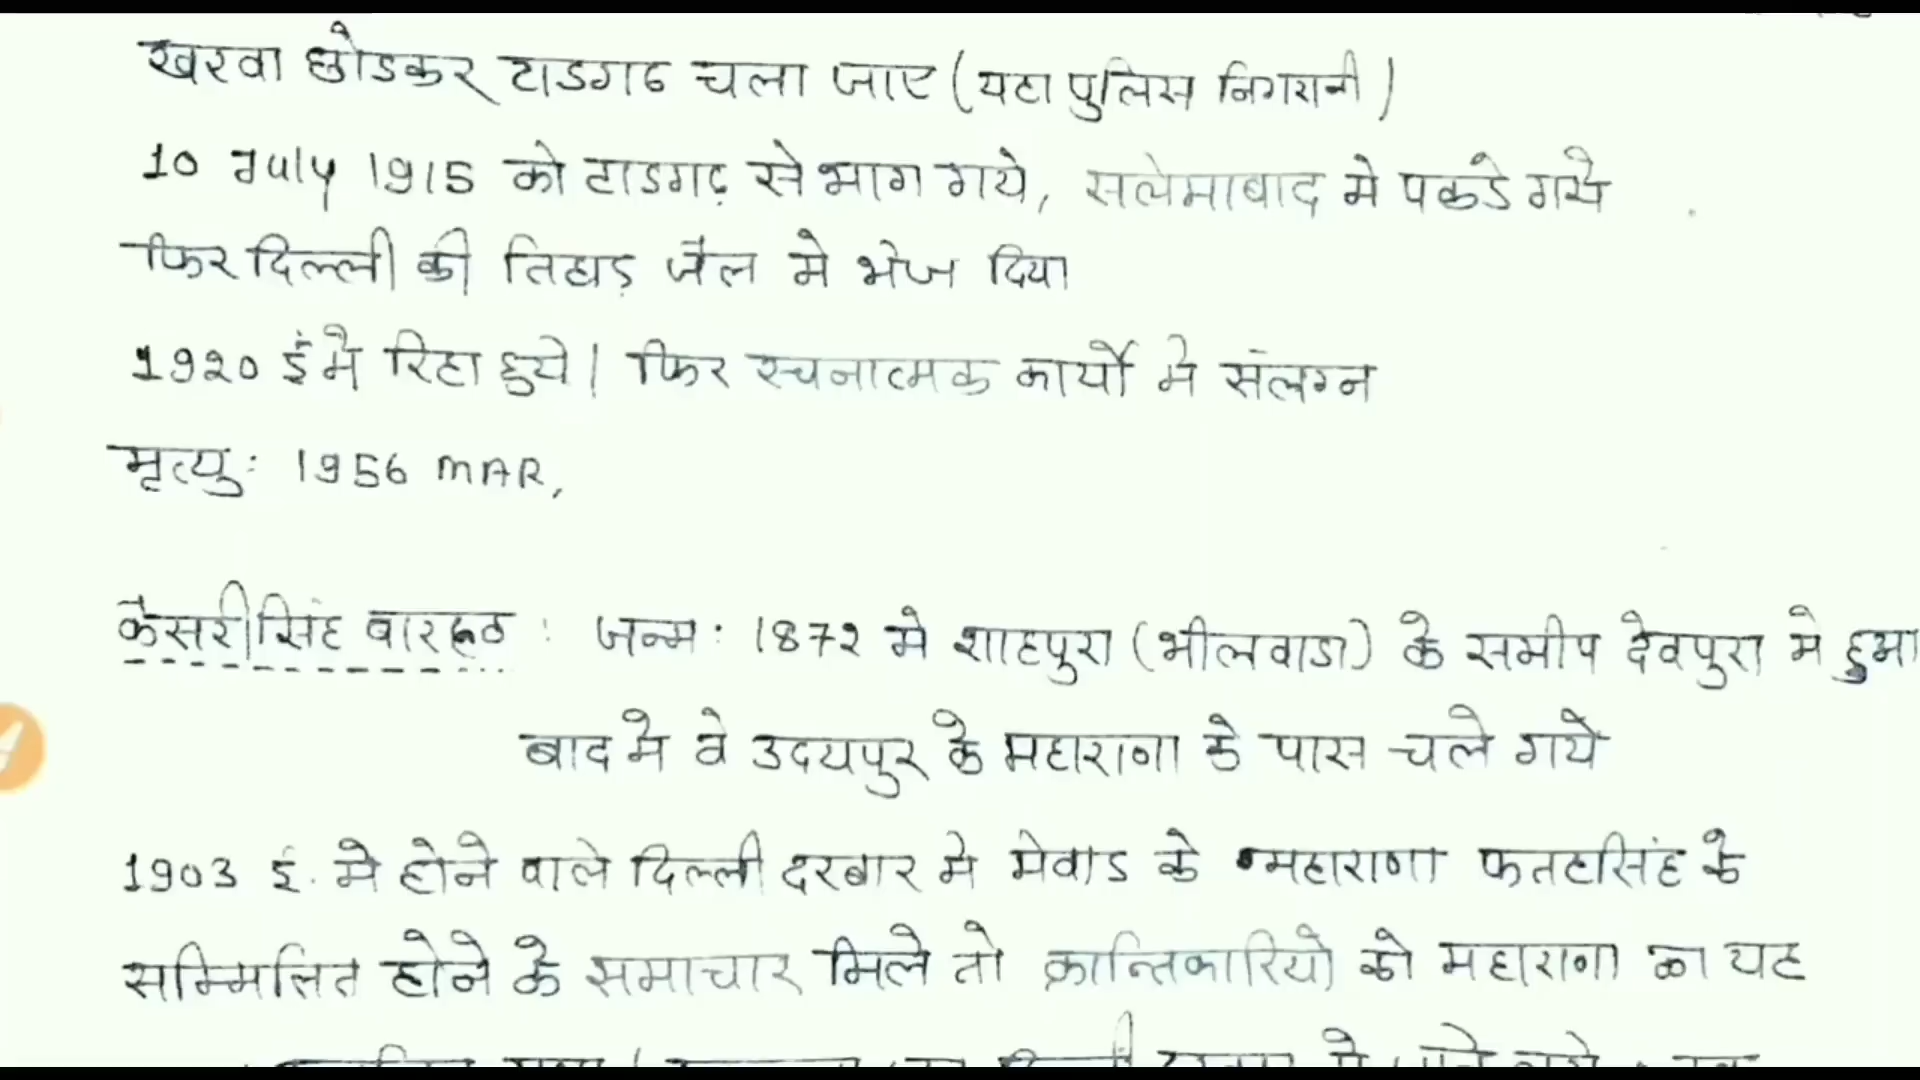 खरवा छोडकर टाडगढ चला जाए (यहा पुलिस निगरानी)
10 July 1915 को टाडगढ़ से भाग गये, सलेमाबाद मे पकडे गये
फिर दिल्ली की तिहाड़ जैल मे भेज दिया
1920 ईं मै रिहा हुये। फिर रचनात्मक कार्यो मे संलग्न
मृत्यु: 1956 MAR,
कैसरीसिंह बारहठ : जन्म : 1872 मे शाहपुरा (भीलवाडा) के समीप देवपुरा मे हुआ
बाद मे वे उदयपुर के महाराणा के पास चले गये
1903 ई. मे होने वाले दिल्ली दरबार मे मेवाड के महाराणा फतहसिंह के
सम्मिलित होने के समाचार मिले तो क्रान्तिकारियो को महाराणा का यह